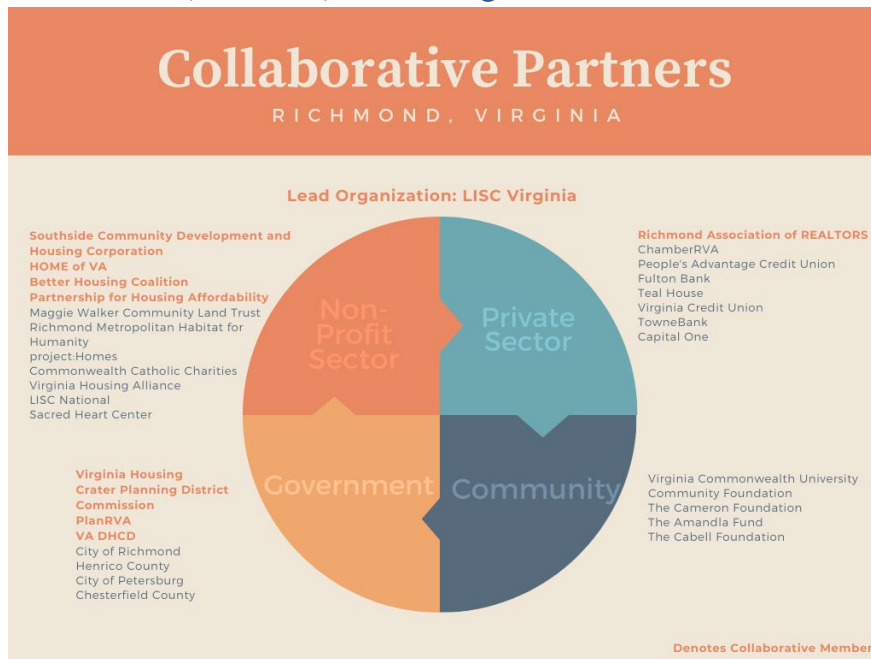 Collaborative Partners
RICHMOND, VIRGINIA
Lead Organization: LISC Virginia
Southside Community Development and
Housing Corporation
HOME of VA
Better Housing Coalition
Partnership for Housing Affordability
Maggie Walker Community Land Trust
Richmond Metropolitan Habitat for
Humanity
project:Homes
Commonwealth Catholic Charities
Virginia Housing Alliance
LISC National
Sacred Heart Center
Non-
Profit
Sector
Private
Sector
Richmond Association of REALTORS
ChamberRVA
People's Advantage Credit Union
Fulton Bank
Teal House
Virginia Credit Union
TowneBank
Capital One
Virginia Housing
Crater Planning District
Commission
PlanRVA
VA DHCD
City of Richmond
Henrico County
City of Petersburg
Chesterfield County
Government
Community
Virginia Commonwealth University
Community Foundation
The Cameron Foundation
The Amandla Fund
The Cabell Foundation
Denotes Collaborative Member